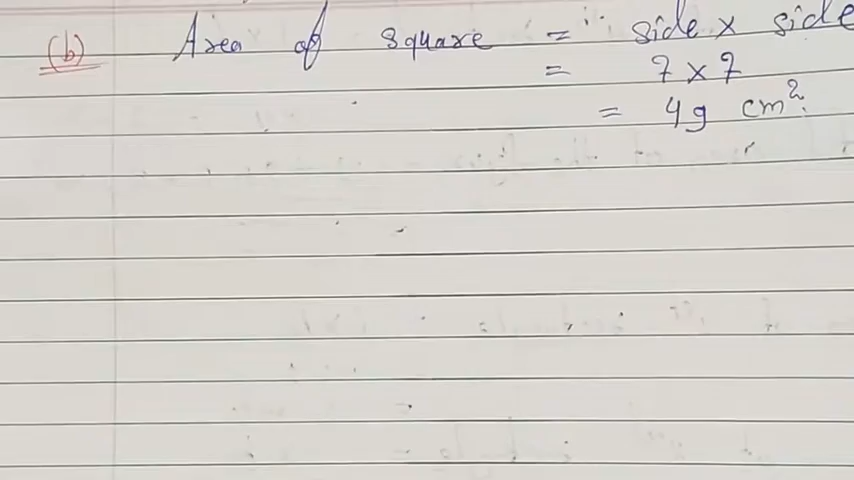 (b) Area of square = side x side
= 7 x 7
= 49 cm².